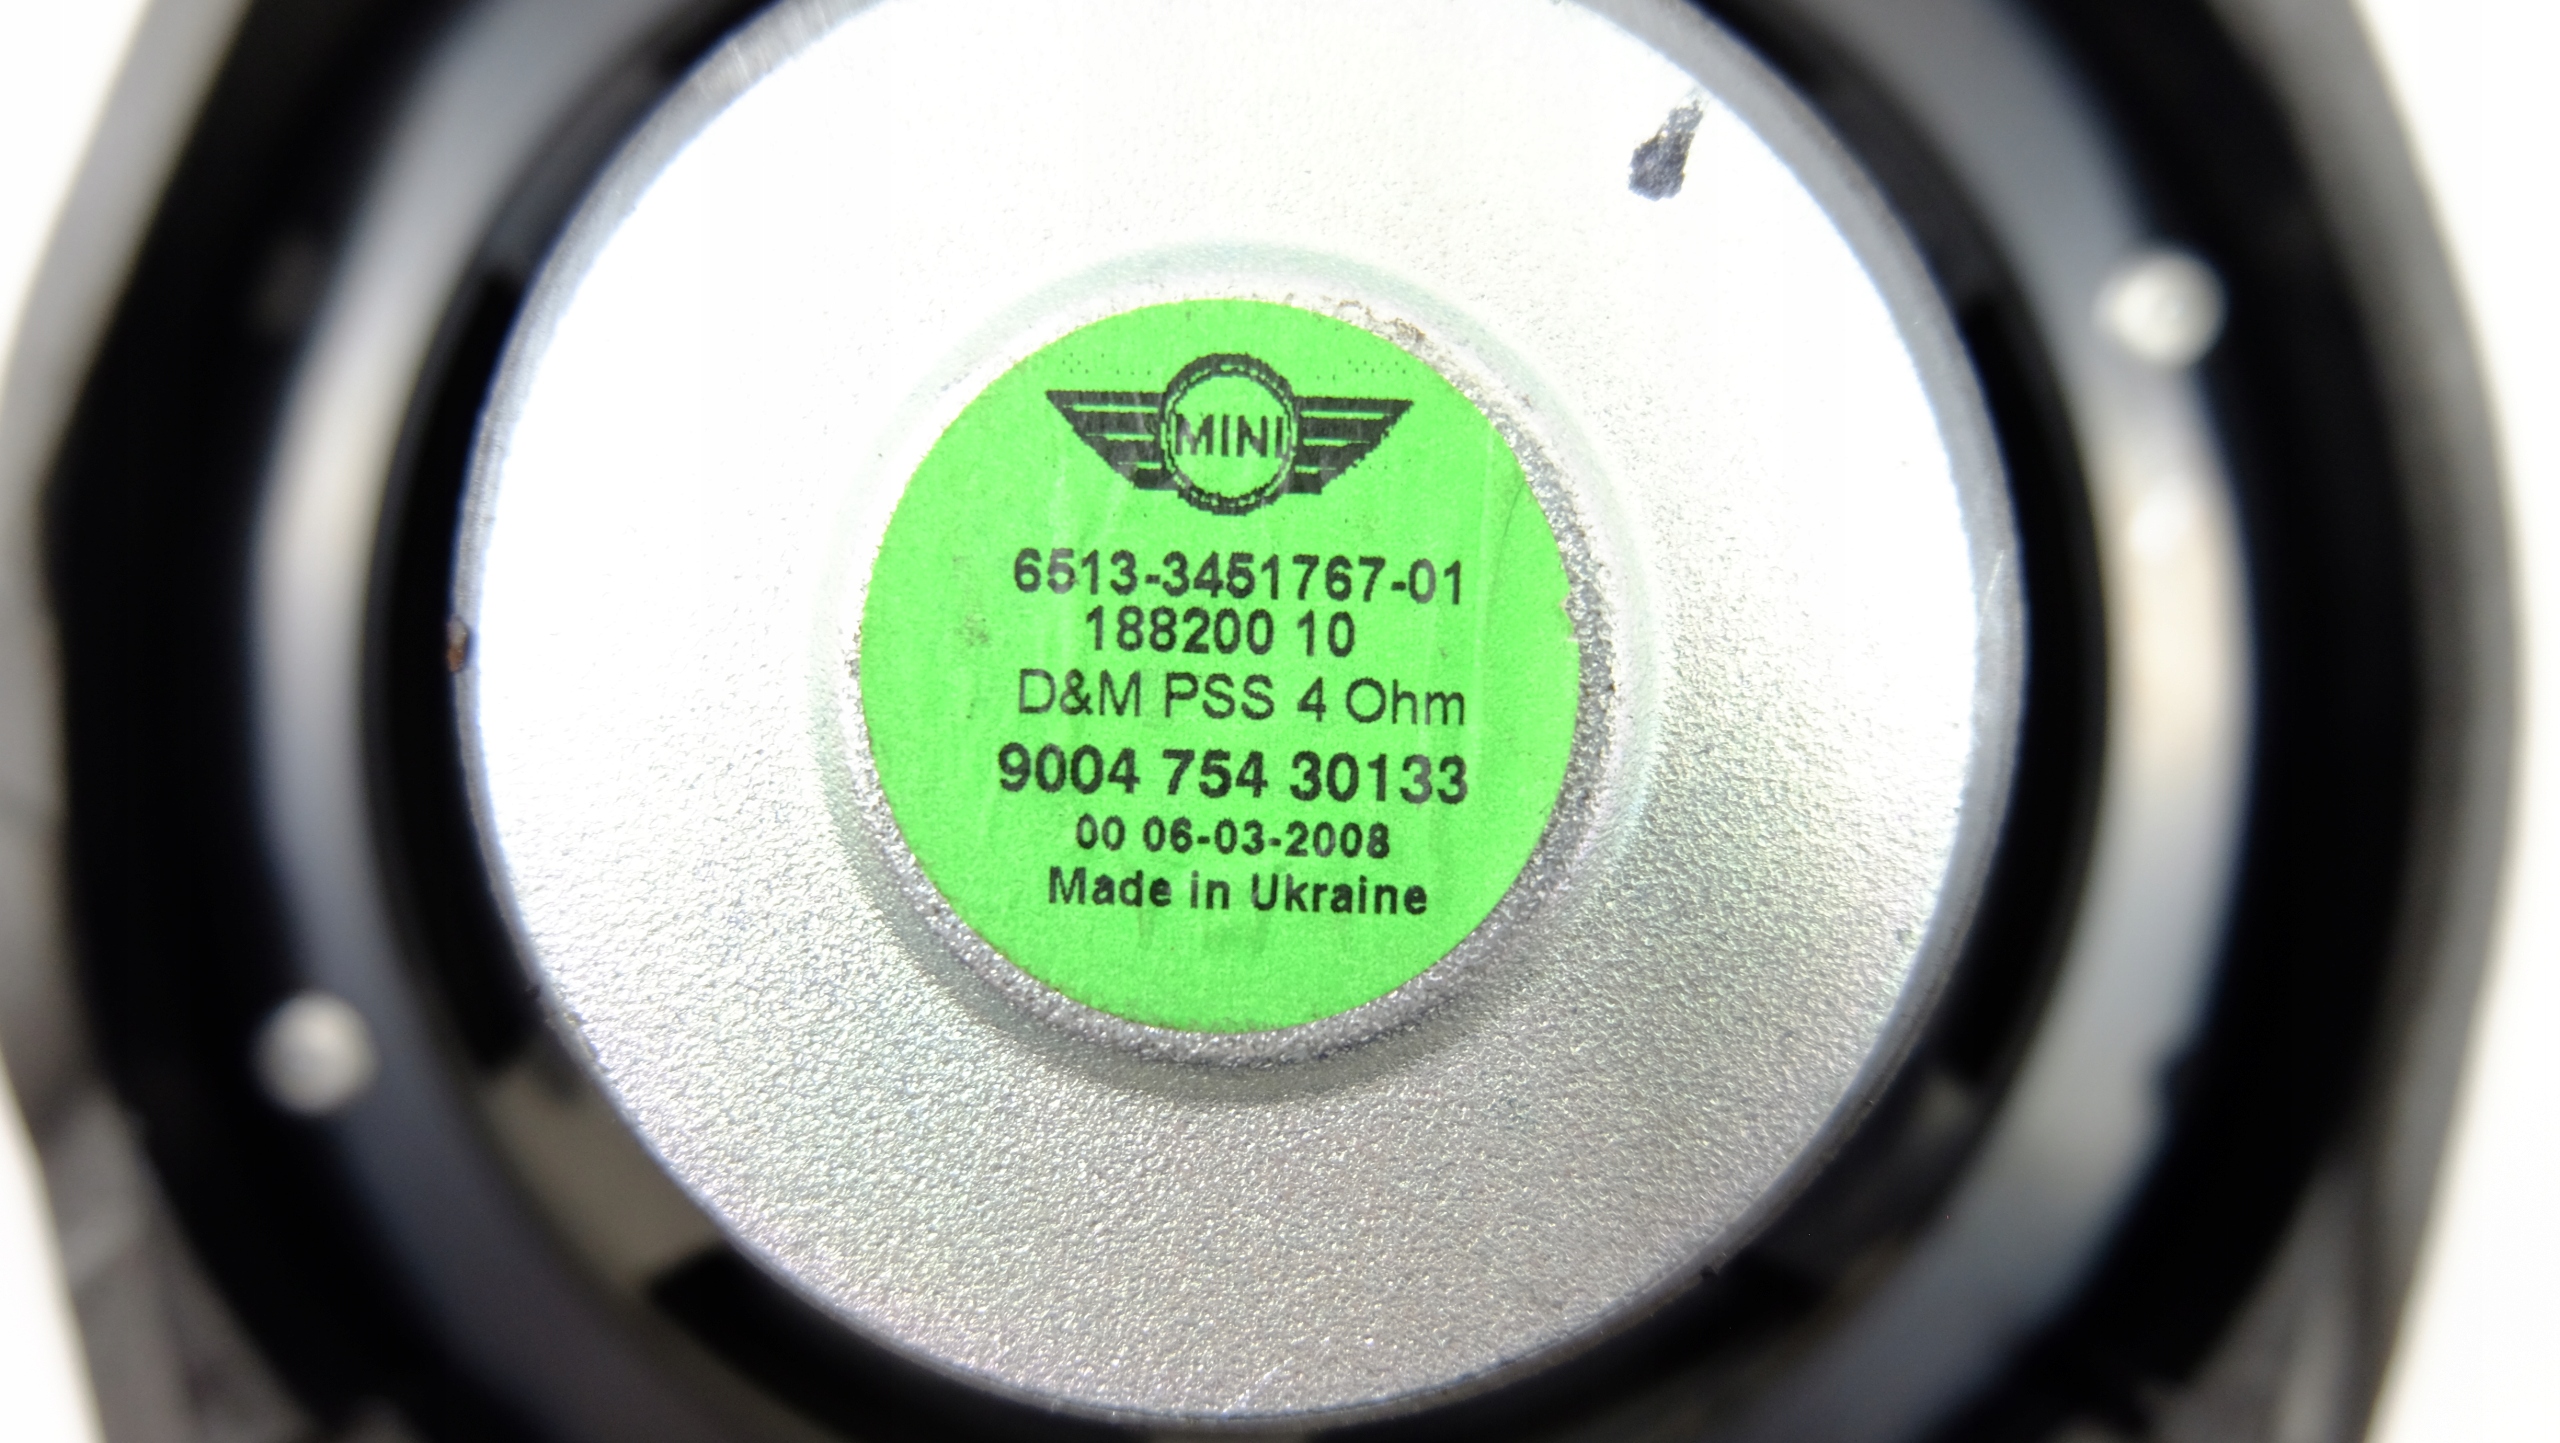 MINI
6513-3451767-01
188200 10
D&M PSS 4 Ohm
9004 754 30133
00 06-03-2008
Made in Ukraine